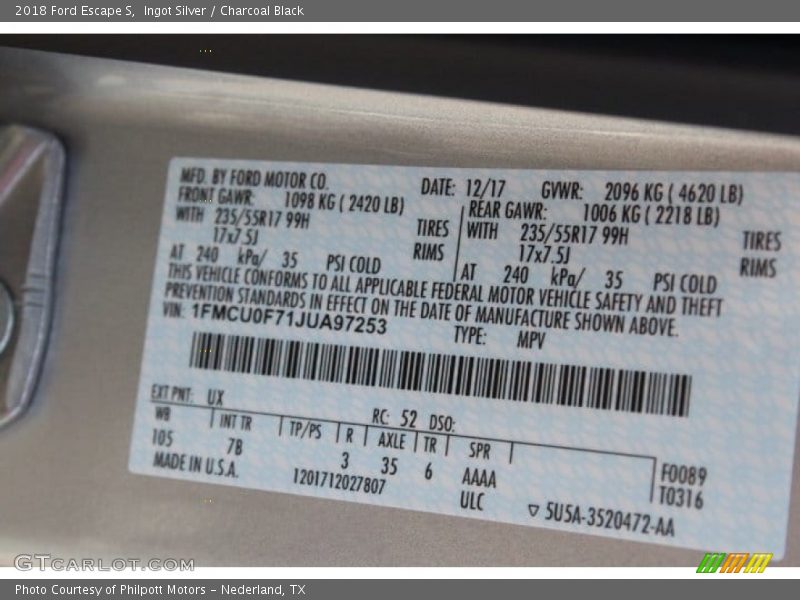 2018 Ford Escape S,  Ingot Silver / Charcoal Black
MFD. BY FORD MOTOR CO. DATE: 12/17 GVWR: 2096 KG ( 4620 LB)
FRONT GAWR: 1098 KG ( 2420 LB) REAR GAWR: 1006 KG ( 2218 LB)
WITH 235/55R17 99H TIRES WITH 235/55R17 99H TIRES
17x7.5J RIMS 17x7.5J RIMS
AT 240 kPa/ 35 PSI COLD AT 240 kPa/ 35 PSI COLD
THIS VEHICLE CONFORMS TO ALL APPLICABLE FEDERAL MOTOR VEHICLE SAFETY AND THEFT
PREVENTION STANDARDS IN EFFECT ON THE DATE OF MANUFACTURE SHOWN ABOVE.
VIN: 1FMCU0F71JUA97253 TYPE: MPV
EXT PNT: UX RC: 52 DSO:
WB INT TR TP/PS R AXLE TR SPR
105 7B 3 35 6 AAAA F0089
MADE IN U.S.A. 1201712027807 ULC T0316
▽ 5U5A-3520472-AA
GTCARLOT.COM
Photo Courtesy of Philpott Motors - Nederland, TX